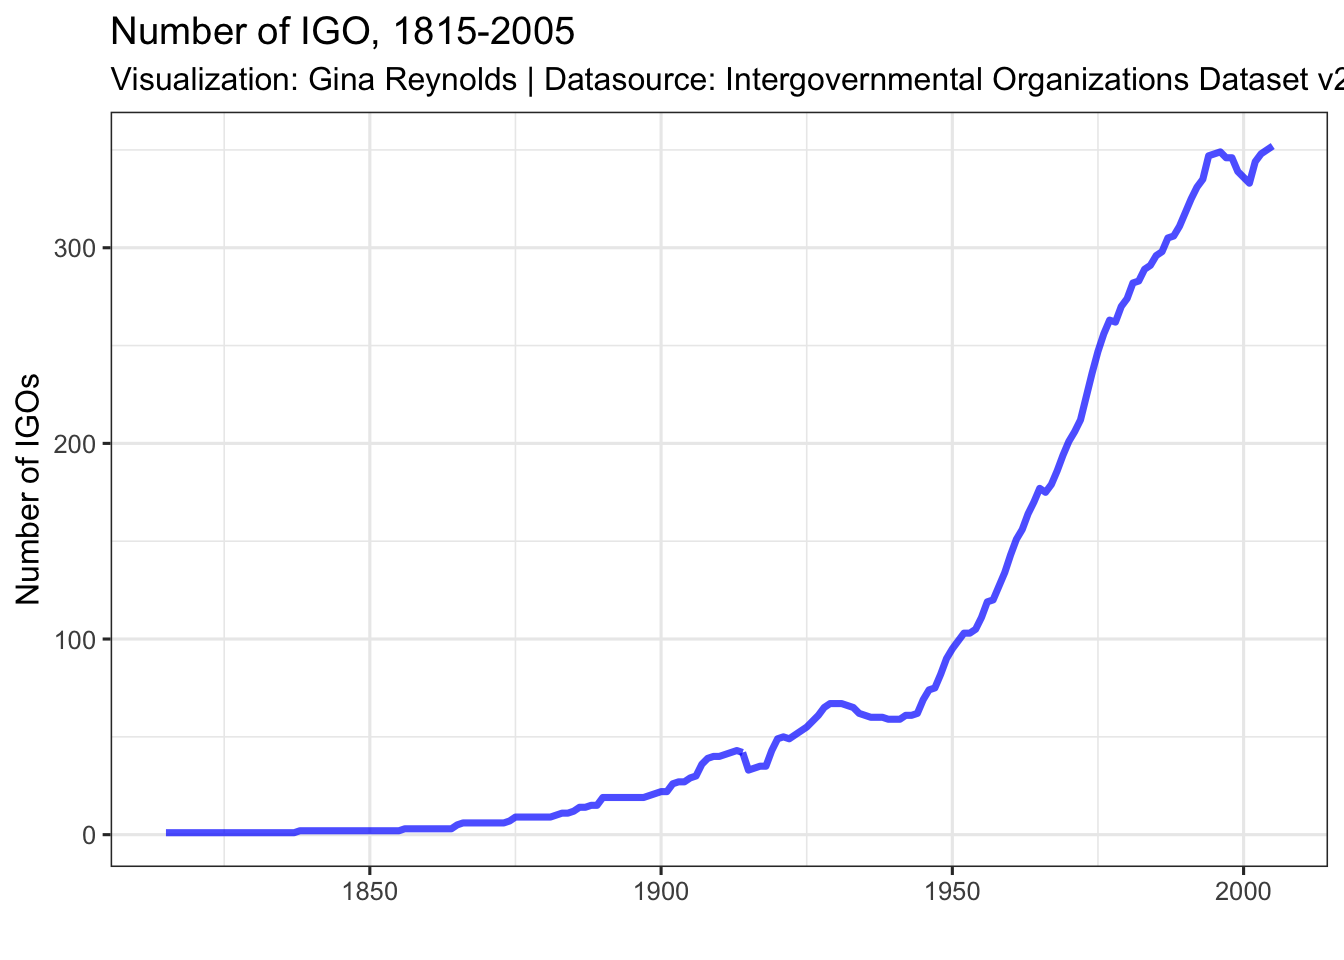 Number of IGO, 1815-2005
Visualization: Gina Reynolds | Datasource: Intergovernmental Organizations Dataset v2
Number of IGOs
300
200
100
0
1850
1900
1950
2000